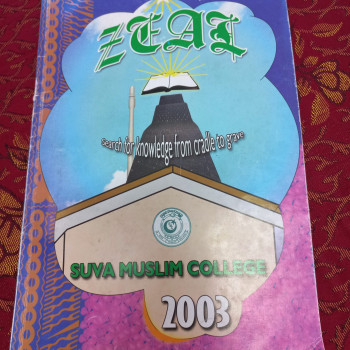 ZEAL
Search for knowledge from cradle to grave
SUVA MUSLIM COLLEGE
2003